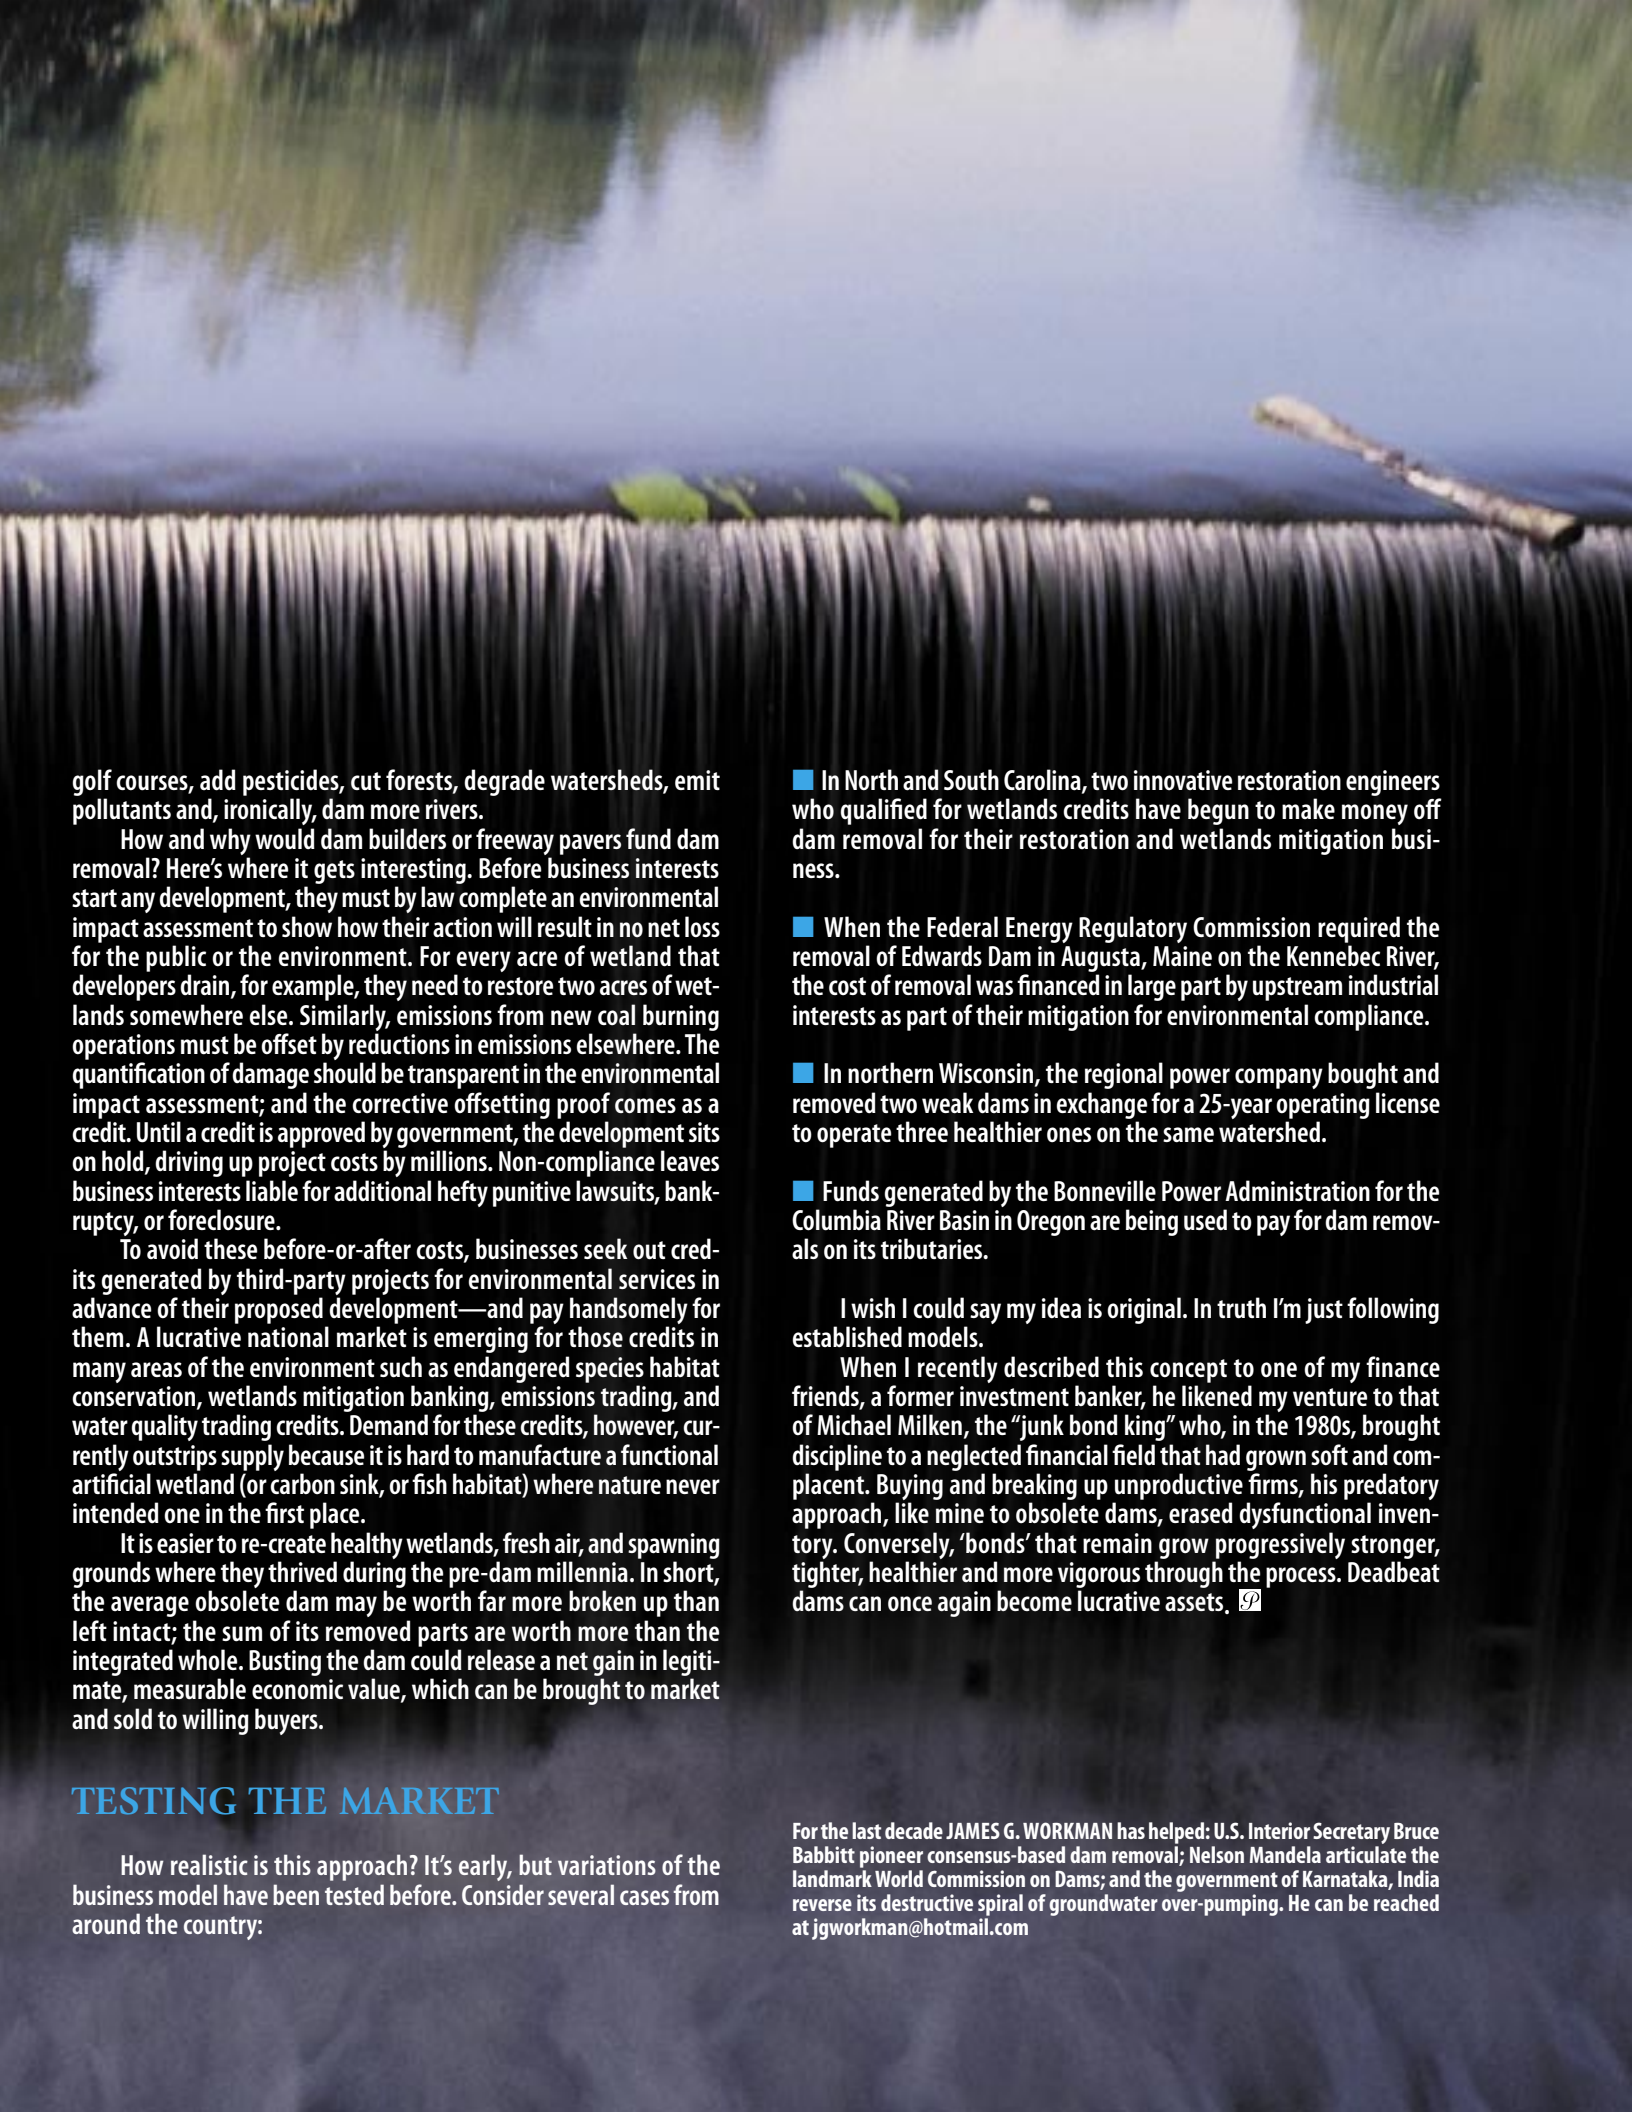 golf courses, add pesticides, cut forests, degrade watersheds, emit
pollutants and, ironically, dam more rivers.
How and why would dam builders or freeway pavers fund dam
removal? Here's where it gets interesting. Before business interests
start any development, they must by law complete an environmental
impact assessment to show how their action will result in no net loss
for the public or the environment. For every acre of wetland that
developers drain, for example, they need to restore two acres of wet-
lands somewhere else. Similarly, emissions from new coal burning
operations must be offset by reductions in emissions elsewhere. The
quantification of damage should be transparent in the environmental
impact assessment; and the corrective offsetting proof comes as a
credit. Until a credit is approved by government, the development sits
on hold, driving up project costs by millions. Non-compliance leaves
business interests liable for additional hefty punitive lawsuits, bank-
ruptcy, or foreclosure.
To avoid these before-or-after costs, businesses seek out cred-
its generated by third-party projects for environmental services in
advance of their proposed development—and pay handsomely for
them. A lucrative national market is emerging for those credits in
many areas of the environment such as endangered species habitat
conservation, wetlands mitigation banking, emissions trading, and
water quality trading credits. Demand for these credits, however, cur-
rently outstrips supply because it is hard to manufacture a functional
artificial wetland (or carbon sink, or fish habitat) where nature never
intended one in the first place.
It is easier to re-create healthy wetlands, fresh air, and spawning
grounds where they thrived during the pre-dam millennia. In short,
the average obsolete dam may be worth far more broken up than
left intact; the sum of its removed parts are worth more than the
integrated whole. Busting the dam could release a net gain in legiti-
mate, measurable economic value, which can be brought to market
and sold to willing buyers.
TESTING THE MARKET
How realistic is this approach? It's early, but variations of the
business model have been tested before. Consider several cases from
around the country:
■ In North and South Carolina, two innovative restoration engineers
who qualified for wetlands credits have begun to make money off
dam removal for their restoration and wetlands mitigation busi-
ness.
■ When the Federal Energy Regulatory Commission required the
removal of Edwards Dam in Augusta, Maine on the Kennebec River,
the cost of removal was financed in large part by upstream industrial
interests as part of their mitigation for environmental compliance.
■ In northern Wisconsin, the regional power company bought and
removed two weak dams in exchange for a 25-year operating license
to operate three healthier ones on the same watershed.
■ Funds generated by the Bonneville Power Administration for the
Columbia River Basin in Oregon are being used to pay for dam remov-
als on its tributaries.
I wish I could say my idea is original. In truth I'm just following
established models.
When I recently described this concept to one of my finance
friends, a former investment banker, he likened my venture to that
of Michael Milken, the "junk bond king" who, in the 1980s, brought
discipline to a neglected financial field that had grown soft and com-
placent. Buying and breaking up unproductive firms, his predatory
approach, like mine to obsolete dams, erased dysfunctional inven-
tory. Conversely, 'bonds' that remain grow progressively stronger,
tighter, healthier and more vigorous through the process. Deadbeat
dams can once again become lucrative assets. P
For the last decade JAMES G. WORKMAN has helped: U.S. Interior Secretary Bruce
Babbitt pioneer consensus-based dam removal; Nelson Mandela articulate the
landmark World Commission on Dams; and the government of Karnataka, India
reverse its destructive spiral of groundwater over-pumping. He can be reached
at jgworkman@hotmail.com